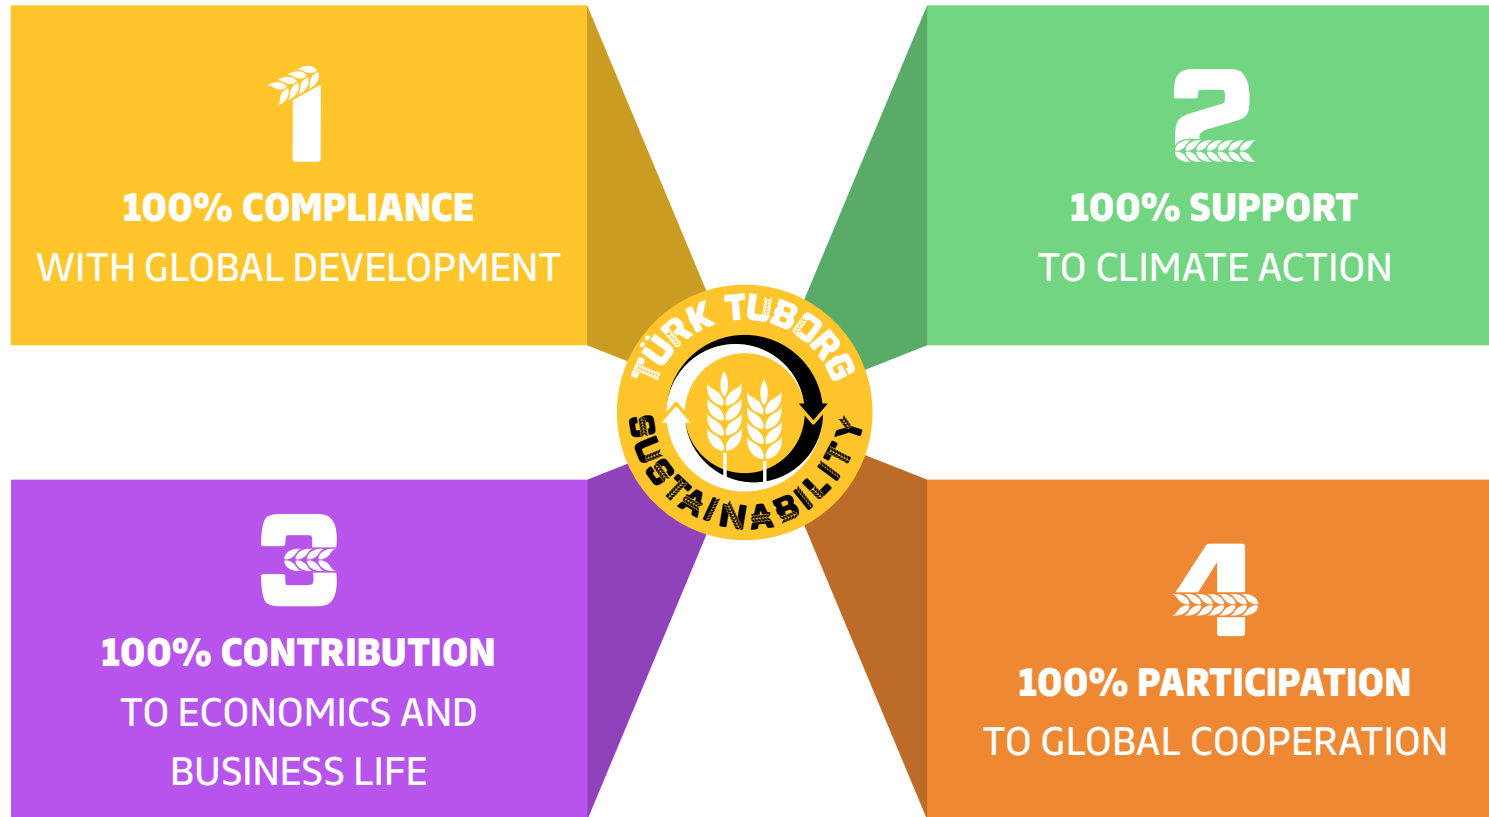 1
100% COMPLIANCE
WITH GLOBAL DEVELOPMENT
2
100% SUPPORT
TO CLIMATE ACTION
TÜRK TUBORG
SUSTAINABILITY
3
100% CONTRIBUTION
TO ECONOMICS AND
BUSINESS LIFE
4
100% PARTICIPATION
TO GLOBAL COOPERATION